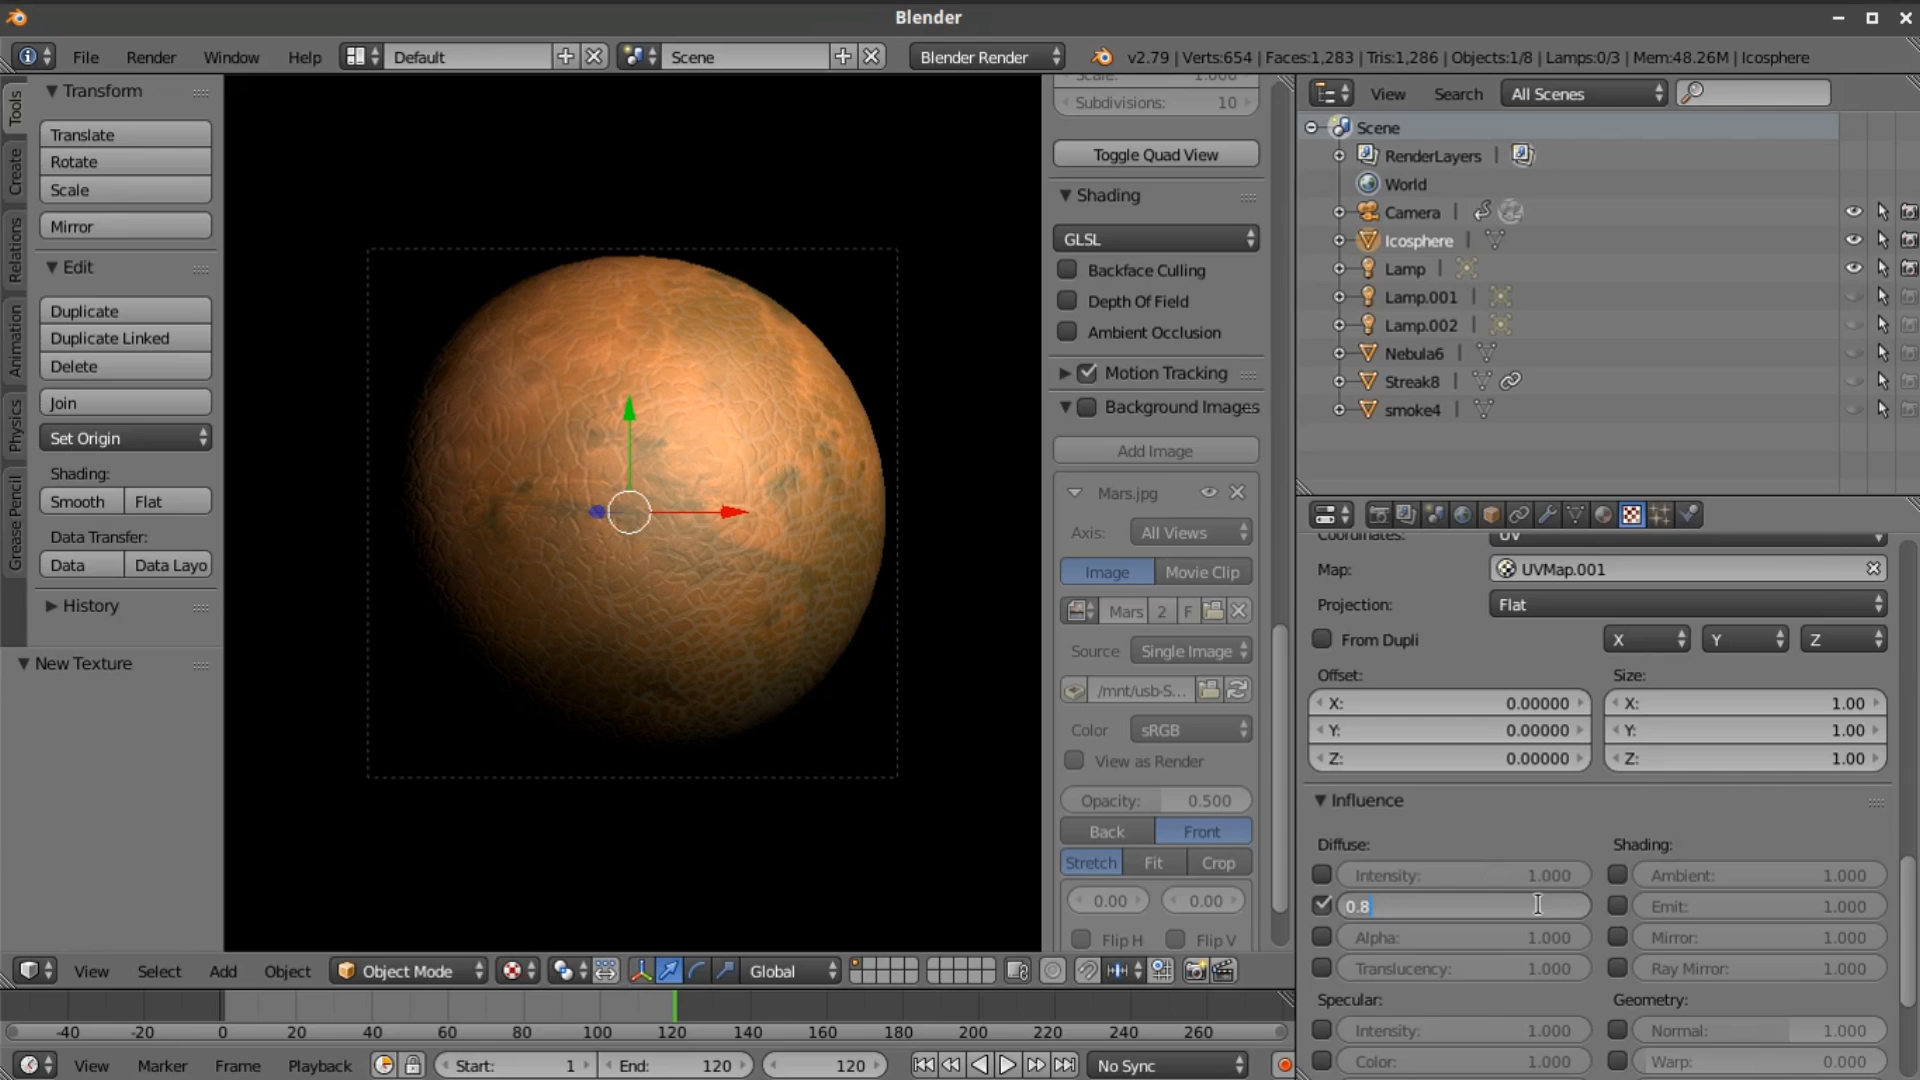 Blender
File Render Window Help Default Scene Blender Render v2.79 | Verts:654 | Faces:1,283 | Tris:1,286 | Objects:1/8 | Lamps:0/3 | Mem:48.26M | Icosphere
Tools
Create
Relations
Animation
Physics
Grease Pencil
Transform
Translate
Rotate
Scale
Mirror
Edit
Duplicate
Duplicate Linked
Delete
Join
Set Origin
Shading:
Smooth Flat
Data Transfer:
Data Data Layo
History
New Texture
Scale: 1.000
Subdivisions: 10
Toggle Quad View
Shading
GLSL
Backface Culling
Depth Of Field
Ambient Occlusion
Motion Tracking
Background Images
Add Image
Mars.jpg
Axis: All Views
Image Movie Clip
Mars 2 F
Source Single Image
/mnt/usb-S...
Color sRGB
View as Render
Opacity: 0.500
Back Front
Stretch Fit Crop
0.00 0.00
Flip H Flip V
View Search All Scenes
Scene
RenderLayers |
World
Camera |
Icosphere |
Lamp |
Lamp.001 |
Lamp.002 |
Nebula6 |
Streak8 |
smoke4 |
Coordinates: UV
Map: UVMap.001
Projection: Flat
From Dupli X Y Z
Offset: Size:
X: 0.00000 X: 1.00
Y: 0.00000 Y: 1.00
Z: 0.00000 Z: 1.00
Influence
Diffuse: Shading:
Intensity: 1.000 Ambient: 1.000
0.8 Emit: 1.000
Alpha: 1.000 Mirror: 1.000
Translucency: 1.000 Ray Mirror: 1.000
Specular: Geometry:
Intensity: 1.000 Normal: 1.000
Color: 1.000 Warp: 0.000
View Select Add Object Object Mode Global
-40 -20 0 20 40 60 80 100 120 140 160 180 200 220 240 260
View Marker Frame Playback Start: 1 End: 120 120 No Sync